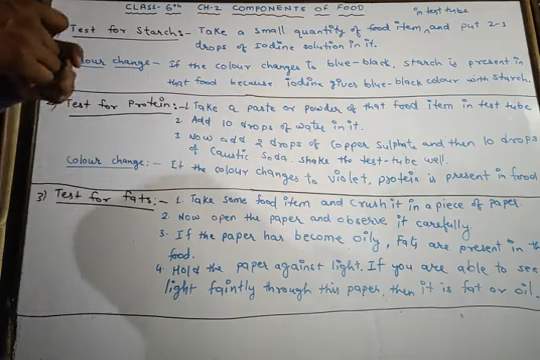 CLASS- 6th CH-2 COMPONENTS OF FOOD
Test for Starch:- Take a small quantity of food item, in test tube and put 2-3
drops of Iodine solution in it.
colour change- If the colour changes to blue-black, starch is present in
that food because iodine gives blue-black colour with starch.
Test for Protein:- 1 Take a paste or powder of that food item in test tube
2 Add 10 drops of water in it.
3 Now add 2 drops of Copper Sulphate and then 10 drops
of Caustic Soda. Shake the test-tube well.
Colour change:- If the colour changes to violet, protein is present in food
3) Test for fats:- 1. Take some food item and crush it in a piece of paper.
2. Now open the paper and observe it carefully
3. If the paper has become oily, Fats are present in th
food.
4. Hold the paper against light. If you are able to see
light faintly through this paper, then it is fat or oil.